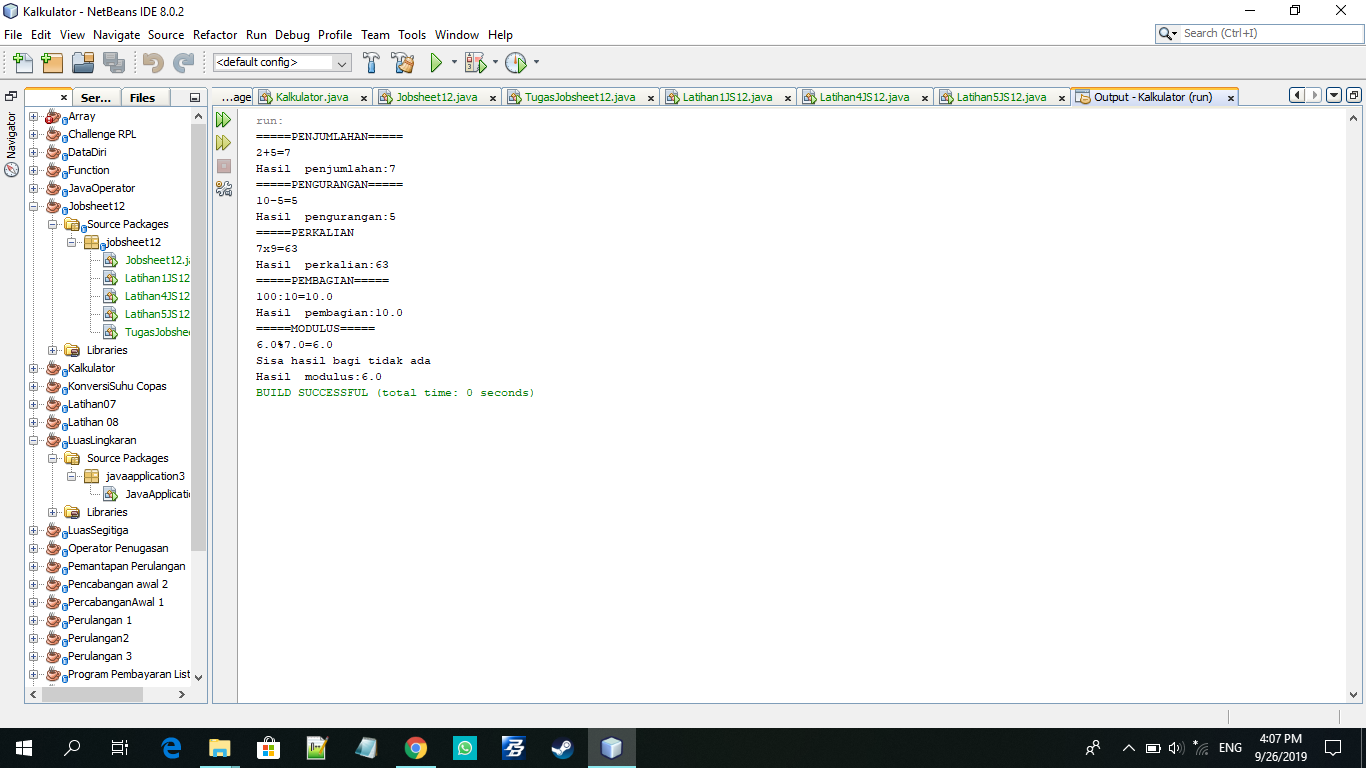 Kalkulator - NetBeans IDE 8.0.2
File Edit View Navigate Source Refactor Run Debug Profile Team Tools Window Help
Search (Ctrl+I)
<default config>
Ser... Files
...age Kalkulator.java Jobsheet12.java TugasJobsheet12.java Latihan1JS12.java Latihan4JS12.java Latihan5JS12.java Output - Kalkulator (run)
Navigator
Array
Challenge RPL
DataDiri
Function
JavaOperator
Jobsheet12
Source Packages
jobsheet12
Jobsheet12.ja
Latihan1JS12
Latihan4JS12
Latihan5JS12
TugasJobshee
Libraries
Kalkulator
KonversiSuhu Copas
Latihan07
Latihan 08
LuasLingkaran
Source Packages
javaapplication3
JavaApplicati
Libraries
LuasSegitiga
Operator Penugasan
Pemantapan Perulangan
Pencabangan awal 2
PercabanganAwal 1
Perulangan 1
Perulangan2
Perulangan 3
Program Pembayaran List
run:
=====PENJUMLAHAN=====
2+5=7
Hasil  penjumlahan:7
=====PENGURANGAN=====
10-5=5
Hasil  pengurangan:5
=====PERKALIAN
7x9=63
Hasil  perkalian:63
=====PEMBAGIAN=====
100:10=10.0
Hasil  pembagian:10.0
=====MODULUS=====
6.0%7.0=6.0
Sisa hasil bagi tidak ada
Hasil  modulus:6.0
BUILD SUCCESSFUL (total time: 0 seconds)
ENG
4:07 PM
9/26/2019